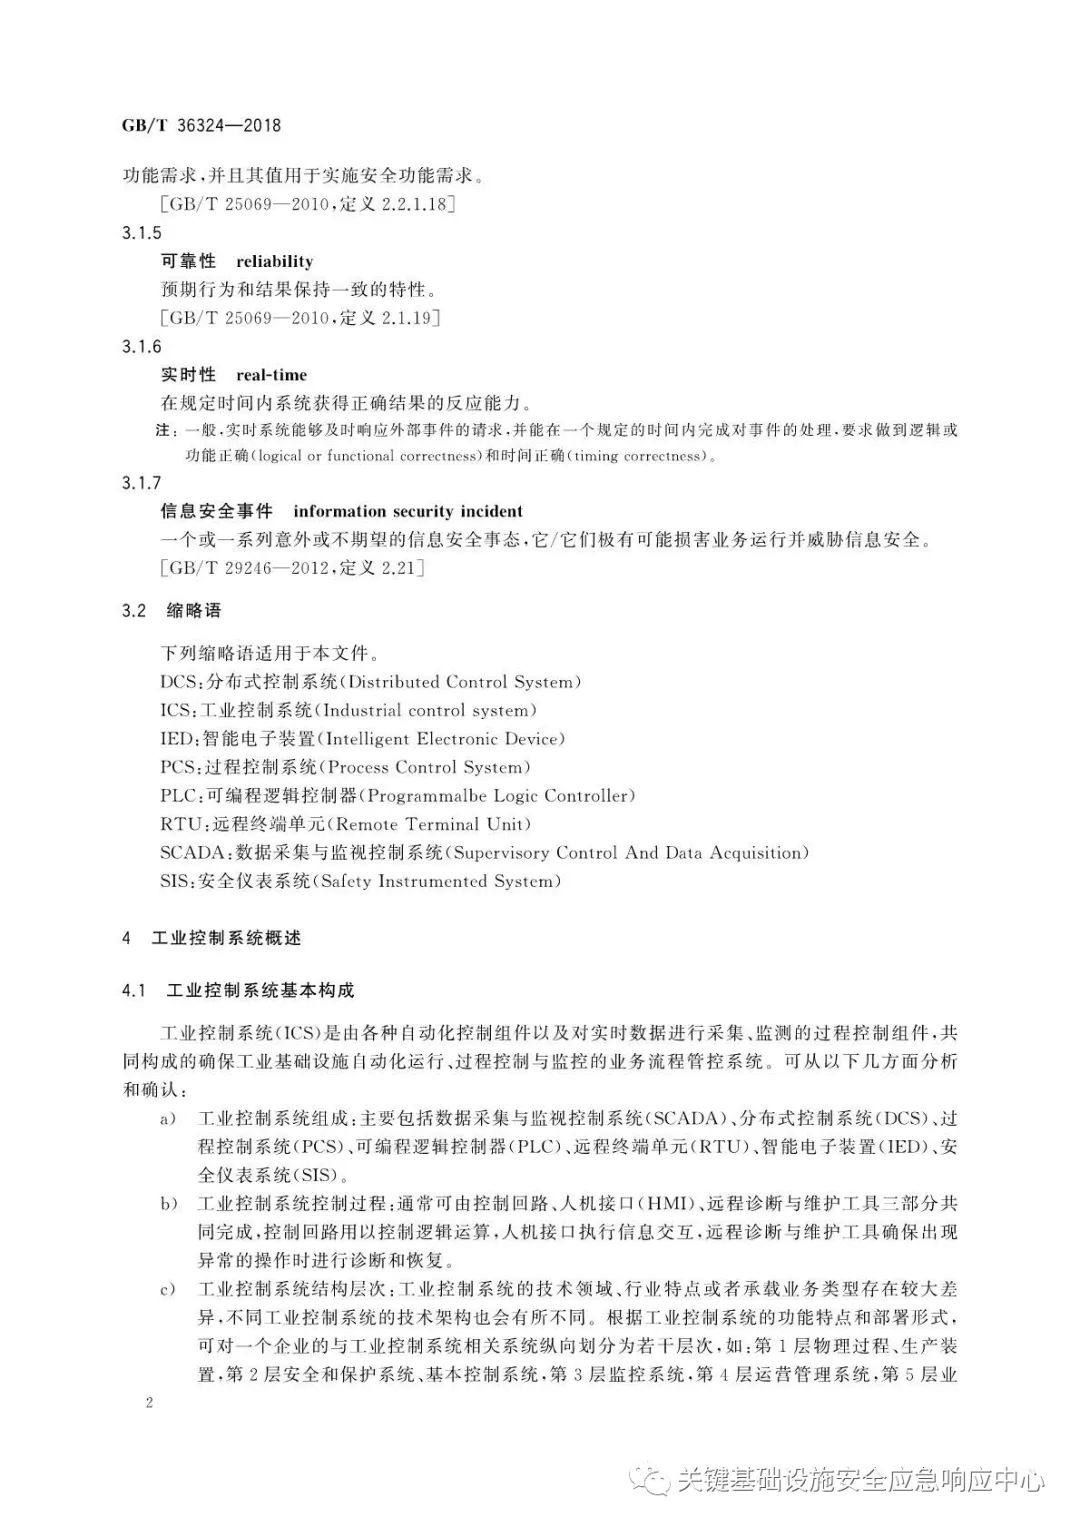 GB/T 36324—2018
功能需求,并且其值用于实施安全功能需求。
[GB/T 25069—2010,定义 2.2.1.18]
3.1.5
可靠性 reliability
预期行为和结果保持一致的特性。
[GB/T 25069—2010,定义 2.1.19]
3.1.6
实时性 real-time
在规定时间内系统获得正确结果的反应能力。
注:一般,实时系统能够及时响应外部事件的请求,并能在一个规定的时间内完成对事件的处理,要求做到逻辑或
功能正确(logical or functional correctness)和时间正确(timing correctness)。
3.1.7
信息安全事件 information security incident
一个或一系列意外或不期望的信息安全事态,它/它们极有可能损害业务运行并威胁信息安全。
[GB/T 29246—2012,定义 2.21]
3.2 缩略语
下列缩略语适用于本文件。
DCS:分布式控制系统(Distributed Control System)
ICS:工业控制系统(Industrial control system)
IED:智能电子装置(Intelligent Electronic Device)
PCS:过程控制系统(Process Control System)
PLC:可编程逻辑控制器(Programmalbe Logic Controller)
RTU:远程终端单元(Remote Terminal Unit)
SCADA:数据采集与监视控制系统(Supervisory Control And Data Acquisition)
SIS:安全仪表系统(Safety Instrumented System)
4 工业控制系统概述
4.1 工业控制系统基本构成
工业控制系统(ICS)是由各种自动化控制组件以及对实时数据进行采集、监测的过程控制组件,共
同构成的确保工业基础设施自动化运行、过程控制与监控的业务流程管控系统。可从以下几方面分析
和确认:
a) 工业控制系统组成:主要包括数据采集与监视控制系统(SCADA)、分布式控制系统(DCS)、过
程控制系统(PCS)、可编程逻辑控制器(PLC)、远程终端单元(RTU)、智能电子装置(IED)、安
全仪表系统(SIS)。
b) 工业控制系统控制过程:通常可由控制回路、人机接口(HMI)、远程诊断与维护工具三部分共
同完成,控制回路用以控制逻辑运算,人机接口执行信息交互,远程诊断与维护工具确保出现
异常的操作时进行诊断和恢复。
c) 工业控制系统结构层次:工业控制系统的技术领域、行业特点或者承载业务类型存在较大差
异,不同工业控制系统的技术架构也会有所不同。根据工业控制系统的功能特点和部署形式,
可对一个企业的与工业控制系统相关系统纵向划分为若干层次,如:第 1 层物理过程、生产装
置,第 2 层安全和保护系统、基本控制系统,第 3 层监控系统,第 4 层运营管理系统,第 5 层业
2
关键基础设施安全应急响应中心